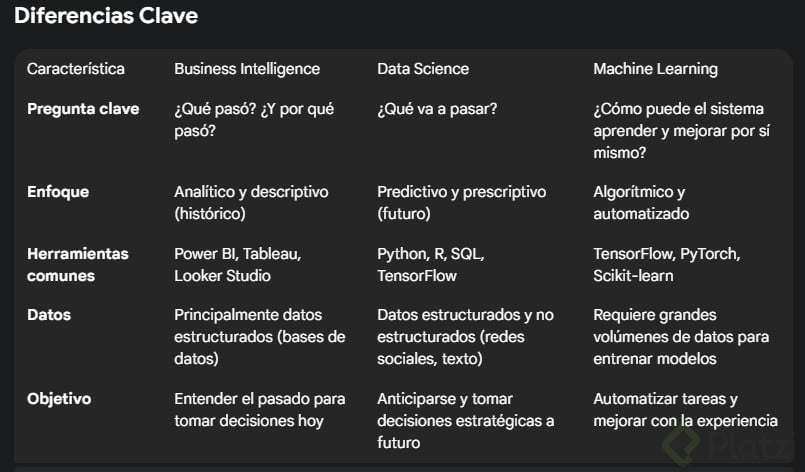 Diferencias Clave
Característica Business Intelligence Data Science Machine Learning
Pregunta clave ¿Qué pasó? ¿Y por qué pasó? ¿Qué va a pasar? ¿Cómo puede el sistema aprender y mejorar por sí mismo?
Enfoque Analítico y descriptivo (histórico) Predictivo y prescriptivo (futuro) Algorítmico y automatizado
Herramientas comunes Power BI, Tableau, Looker Studio Python, R, SQL, TensorFlow TensorFlow, PyTorch, Scikit-learn
Datos Principalmente datos estructurados (bases de datos) Datos estructurados y no estructurados (redes sociales, texto) Requiere grandes volúmenes de datos para entrenar modelos
Objetivo Entender el pasado para tomar decisiones hoy Anticiparse y tomar decisiones estratégicas a futuro Automatizar tareas y mejorar con la experiencia
Platzi